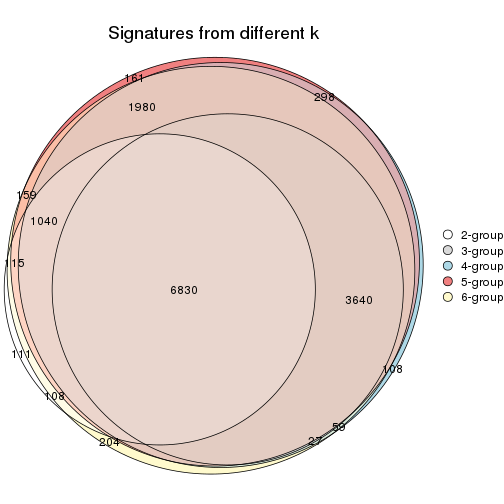 Signatures from different k
161
298
1980
159
1040
115
6830
3640
111
108
108
59
27
204
2-group
3-group
4-group
5-group
6-group